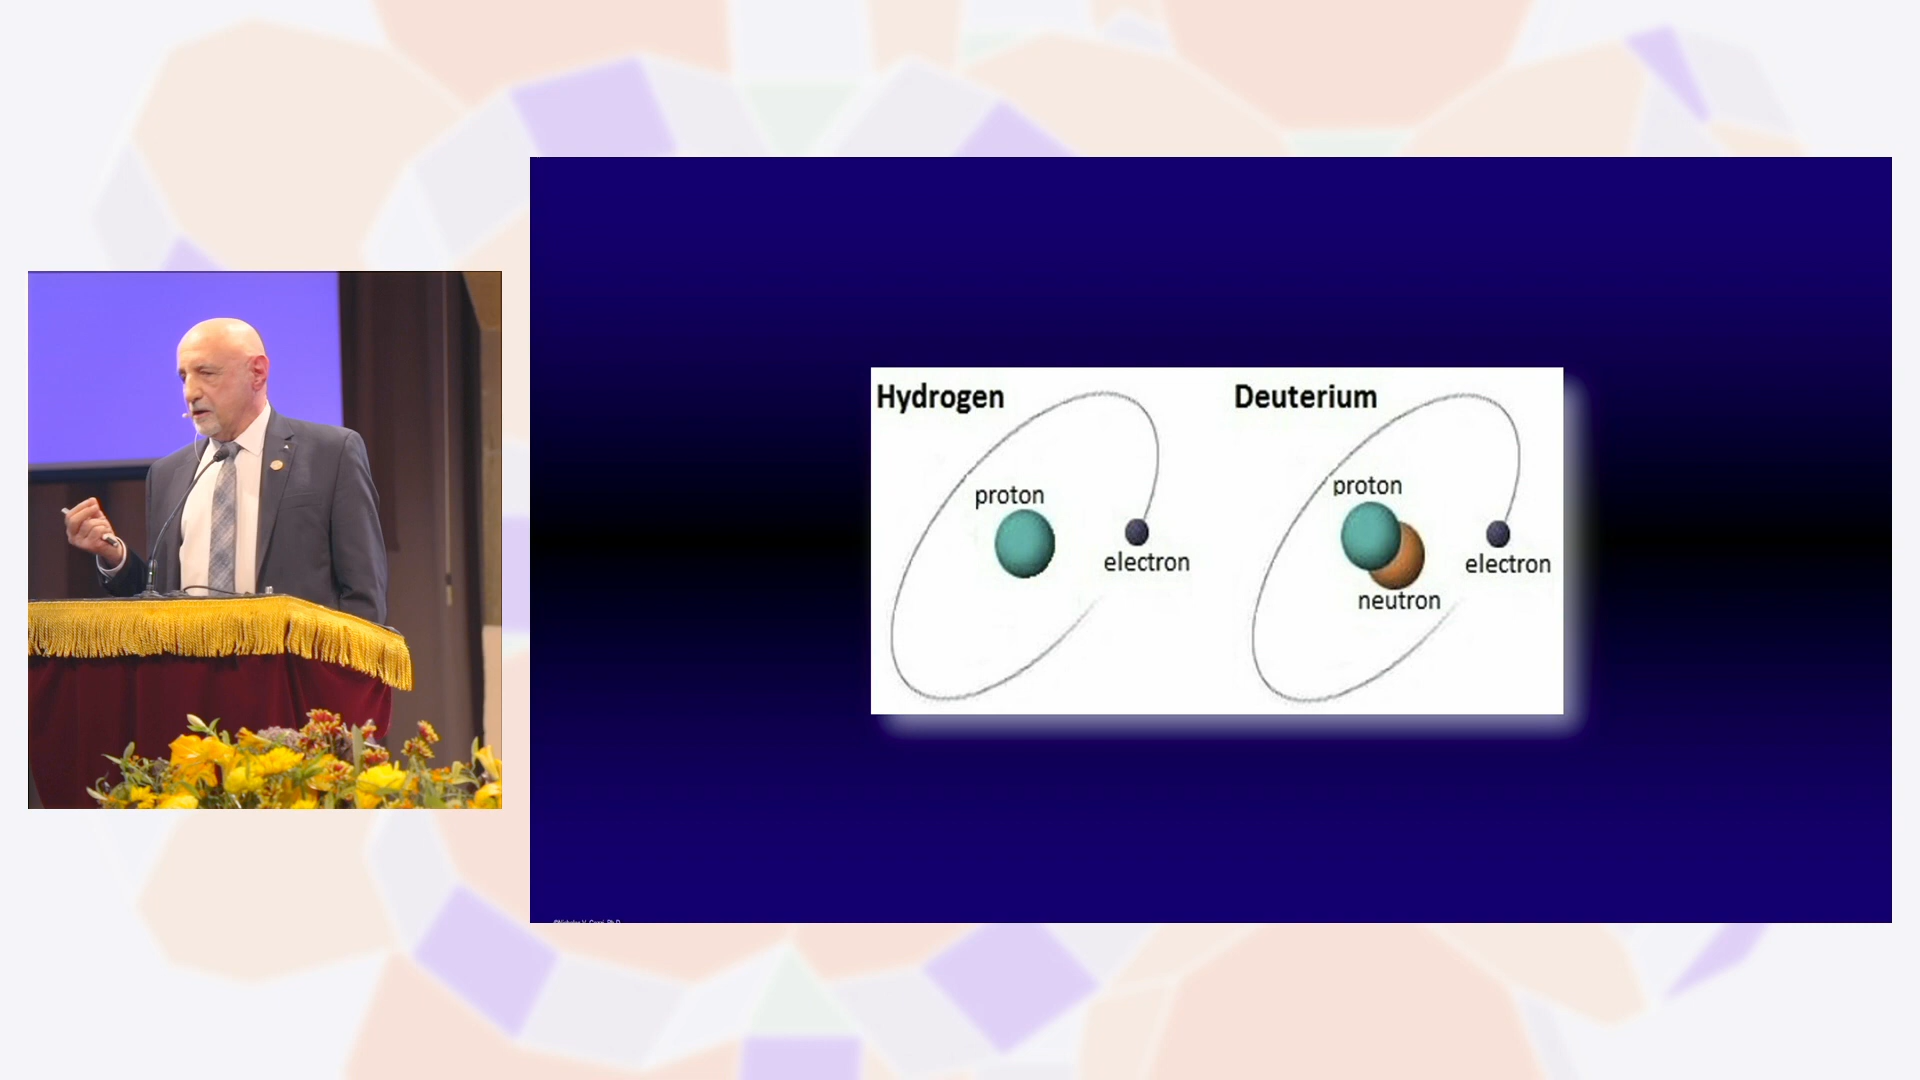 Hydrogen
proton
electron
Deuterium
proton
electron
neutron